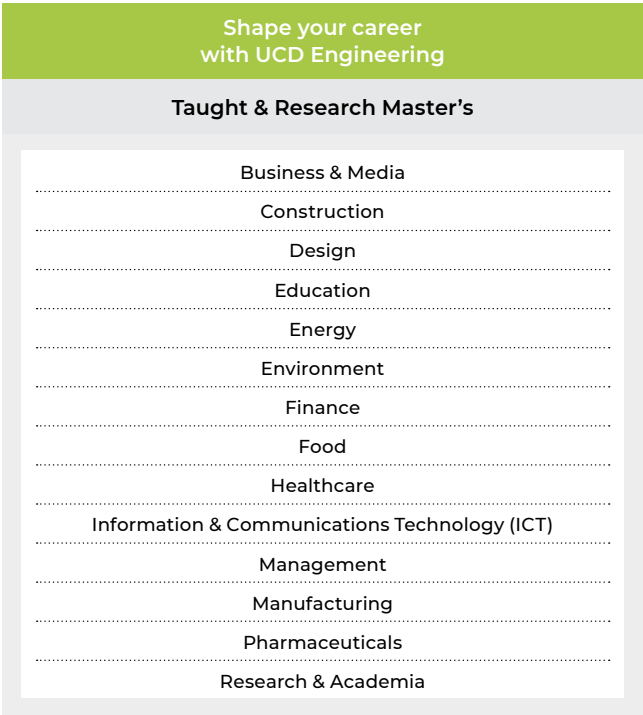 Shape your career
with UCD Engineering
Taught & Research Master's
Business & Media
Construction
Design
Education
Energy
Environment
Finance
Food
Healthcare
Information & Communications Technology (ICT)
Management
Manufacturing
Pharmaceuticals
Research & Academia